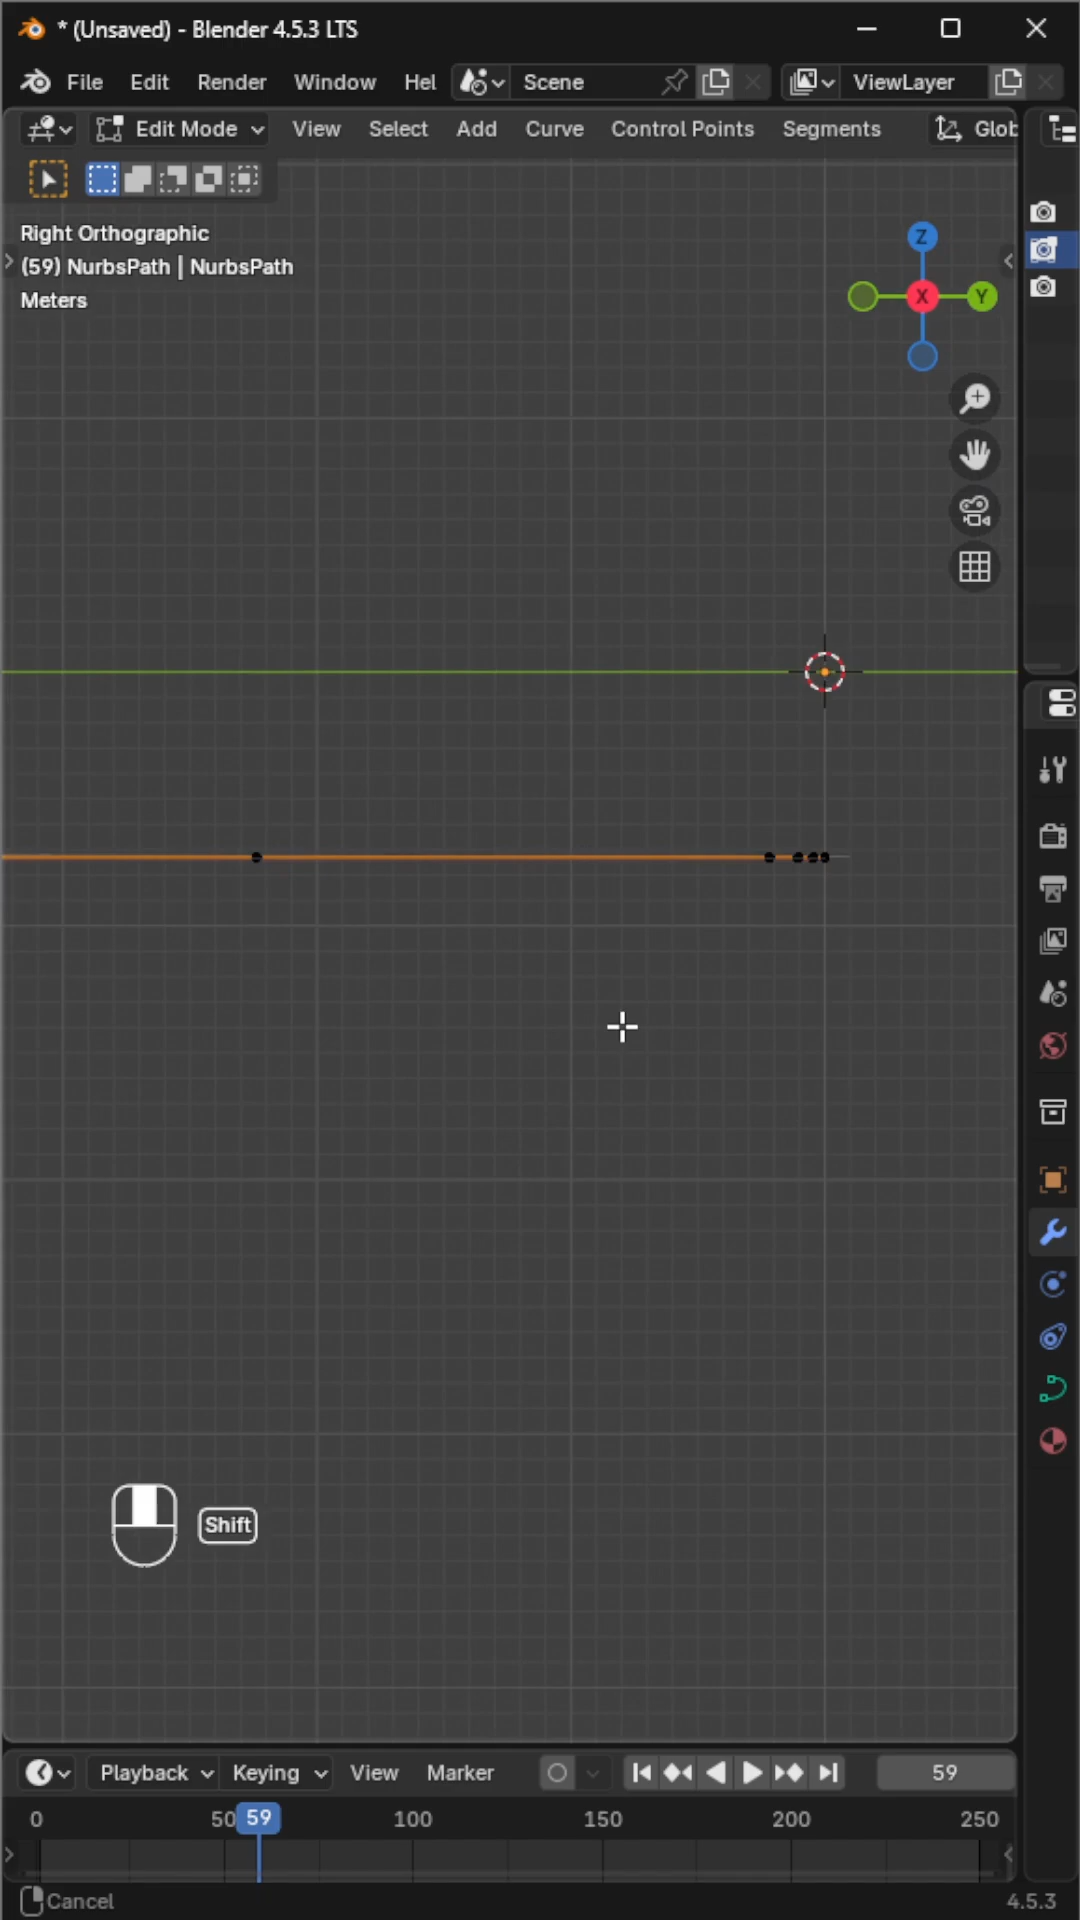 * (Unsaved) - Blender 4.5.3 LTS
File Edit Render Window Hel Scene ViewLayer
Edit Mode View Select Add Curve Control Points Segments Glob
Right Orthographic
(59) NurbsPath | NurbsPath
Meters
Z
X
Y
Shift
Playback Keying View Marker 59
0 50 59 100 150 200 250
Cancel 4.5.3